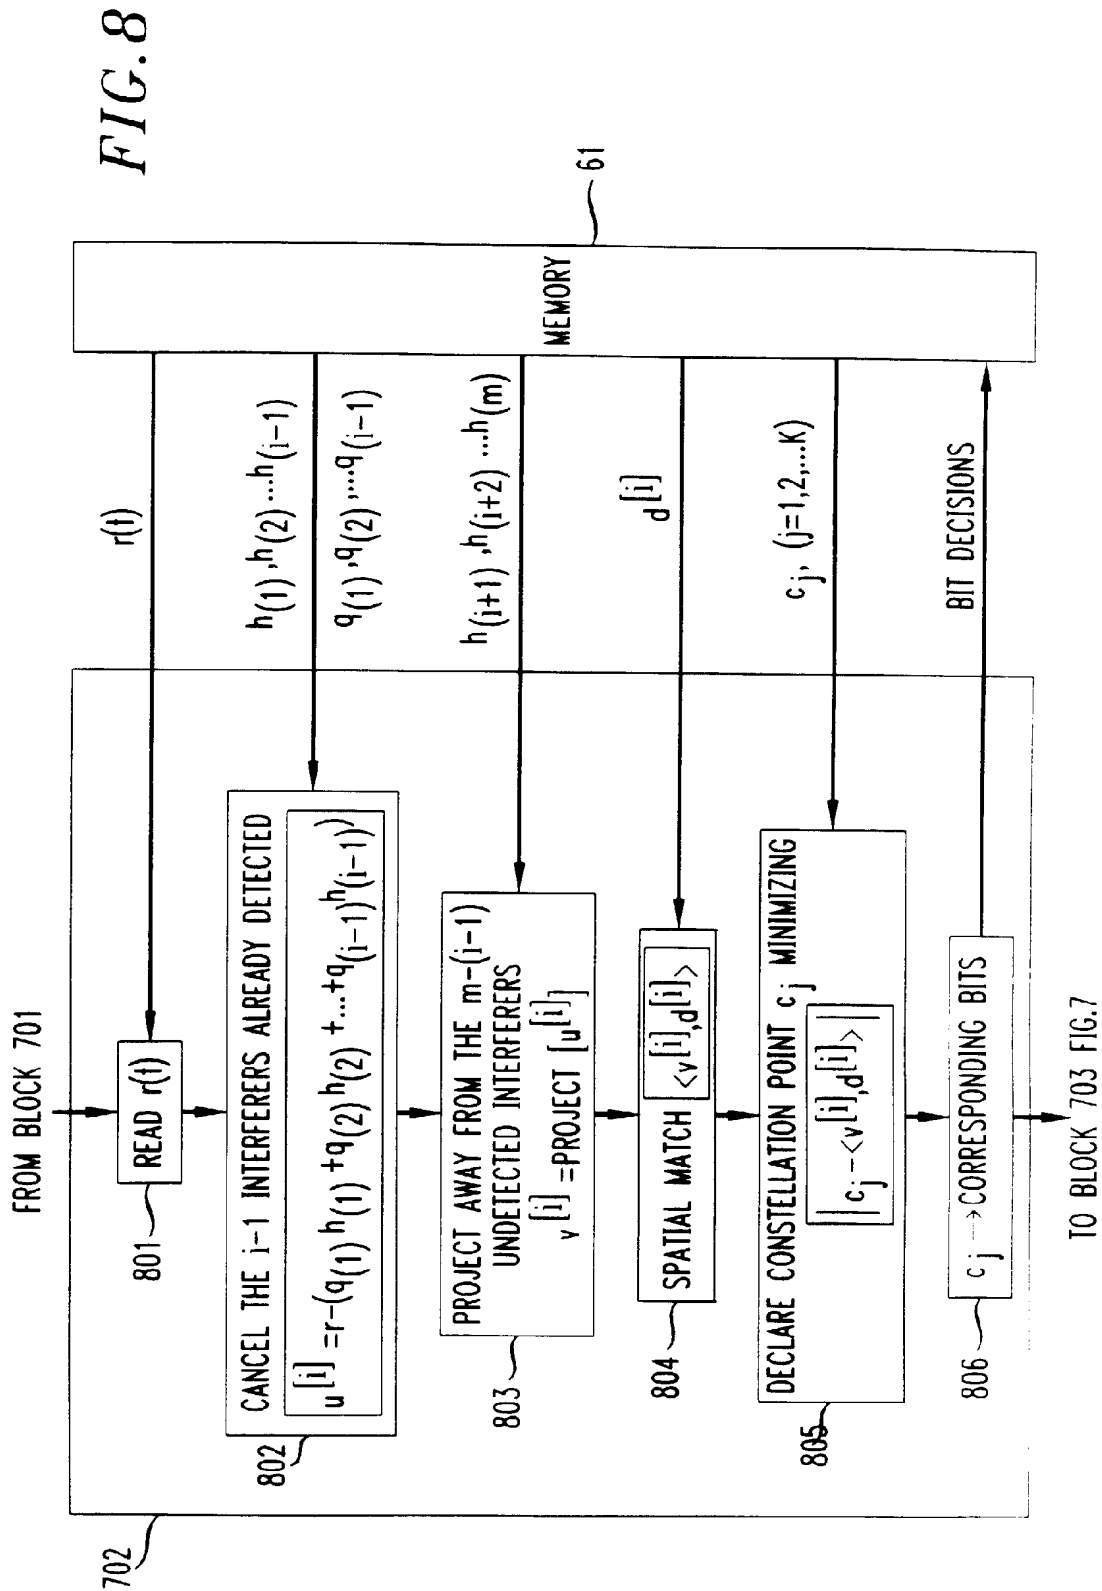 FIG. 8
FROM BLOCK 701
702
801
READ r(t)
r(t)
802
CANCEL THE i-1 INTERFERERS ALREADY DETECTED
u[i] =r-(q(1)h(1) +q(2)h(2) +...+q(i-1)h(i-1))
h(1),h(2)...h(i-1)
q(1),q(2),...q(i-1)
803
PROJECT AWAY FROM THE m-(i-1)
UNDETECTED INTERFERERS
v[i] =PROJECT [u[i]]
h(i+1),h(i+2)...h(m)
804
SPATIAL MATCH <v[i],d[i]>
d[i]
805
DECLARE CONSTELLATION POINT cj MINIMIZING
||cj-<v[i],d[i]>||
cj, (j=1,2,...K)
806
cj→CORRESPONDING BITS
BIT DECISIONS
MEMORY
61
TO BLOCK 703 FIG.7